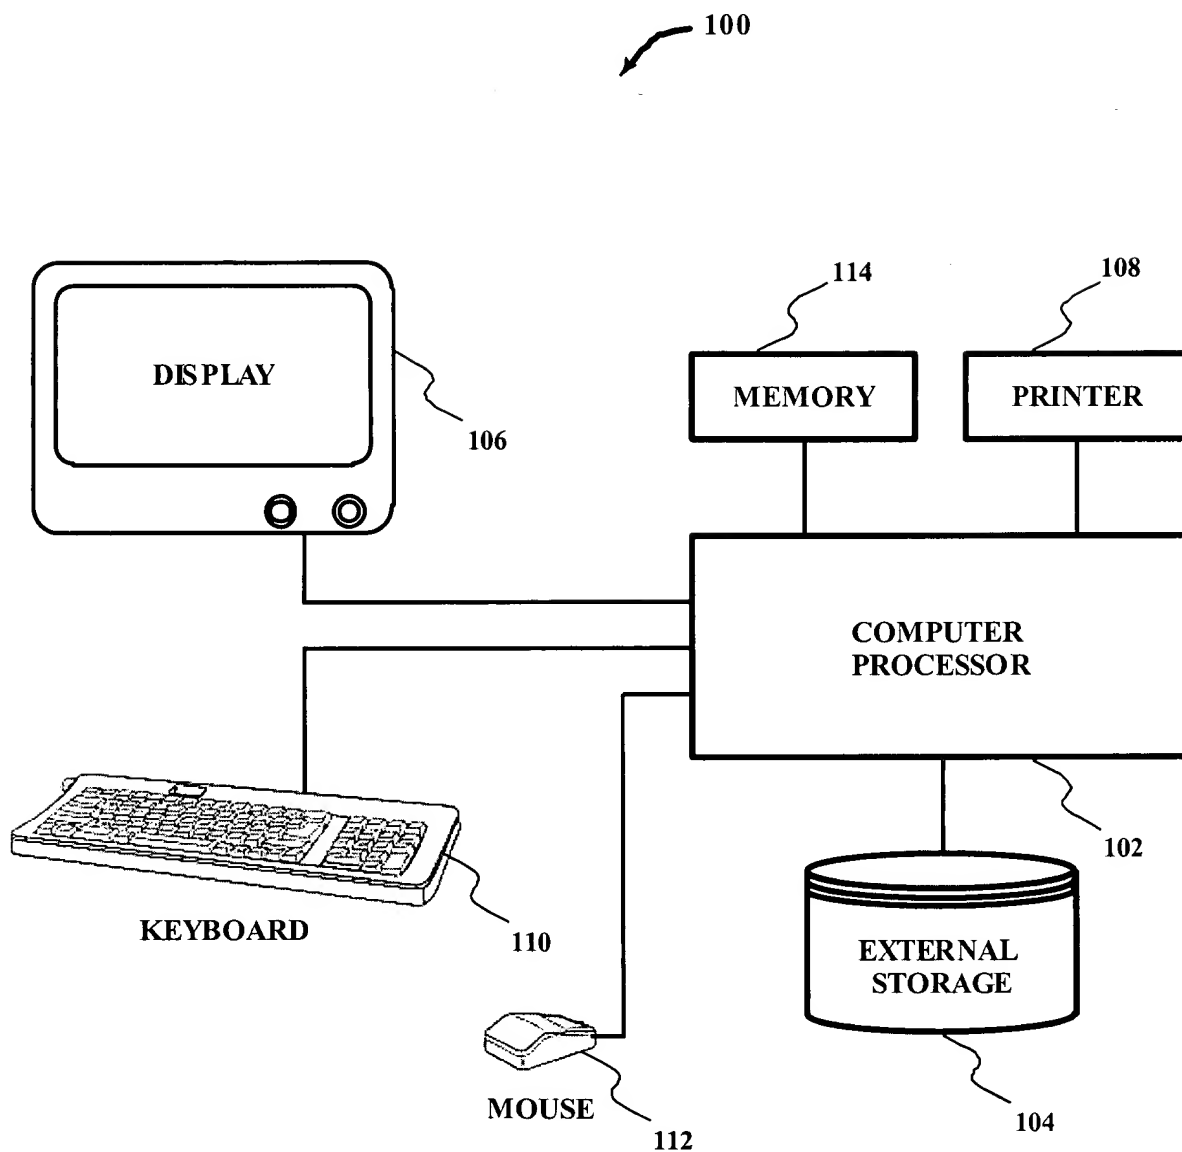 100
114
108
DISPLAY
MEMORY
PRINTER
106
COMPUTER
PROCESSOR
102
KEYBOARD
110
EXTERNAL
STORAGE
MOUSE
112
104